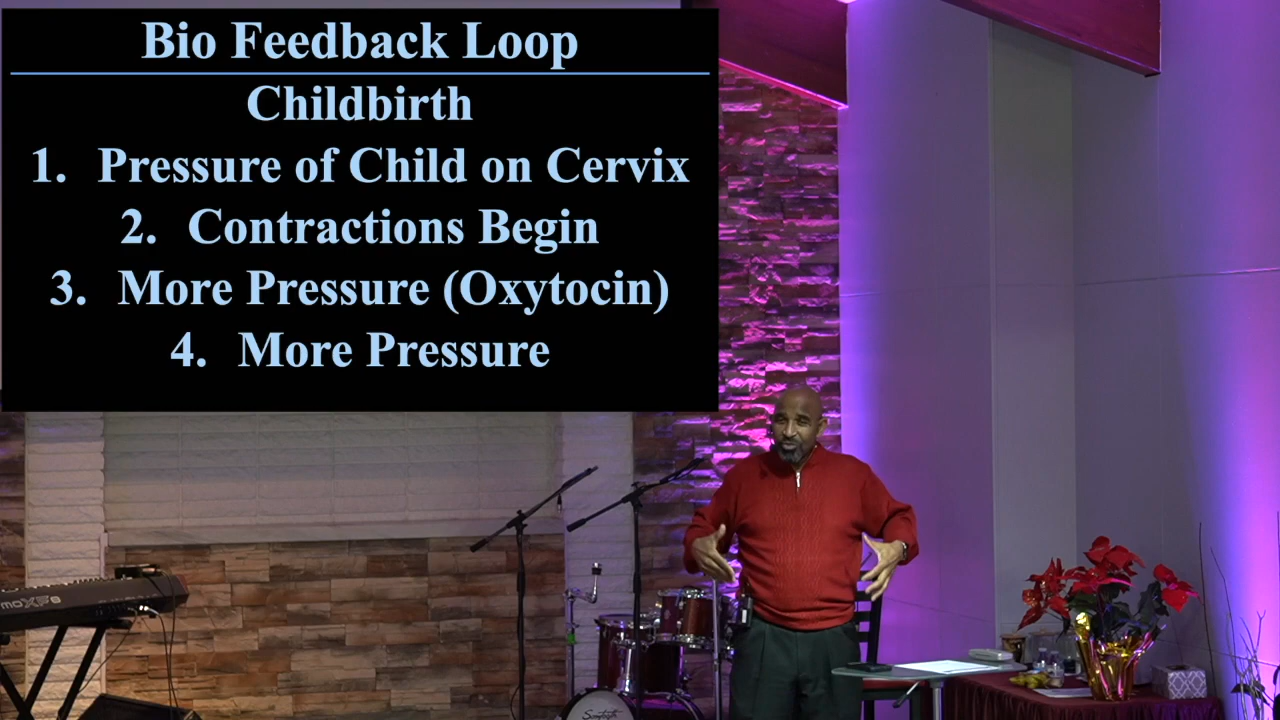 Bio Feedback Loop
Childbirth
1. Pressure of Child on Cervix
2. Contractions Begin
3. More Pressure (Oxytocin)
4. More Pressure
MOXF8